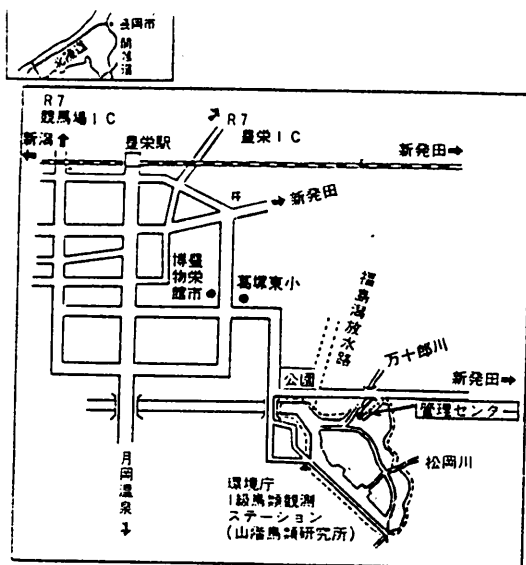 長岡市
R7
競馬場IC
新潟
豊栄駅
R7
豊栄IC
新発田
新発田
豊栄市
博物館
葛塚東小
福島潟放水路
万十郎川
公園
新発田
管理センター
松岡川
月岡温泉
環境庁
1級鳥類観測
ステーション
(山階鳥類研究所)